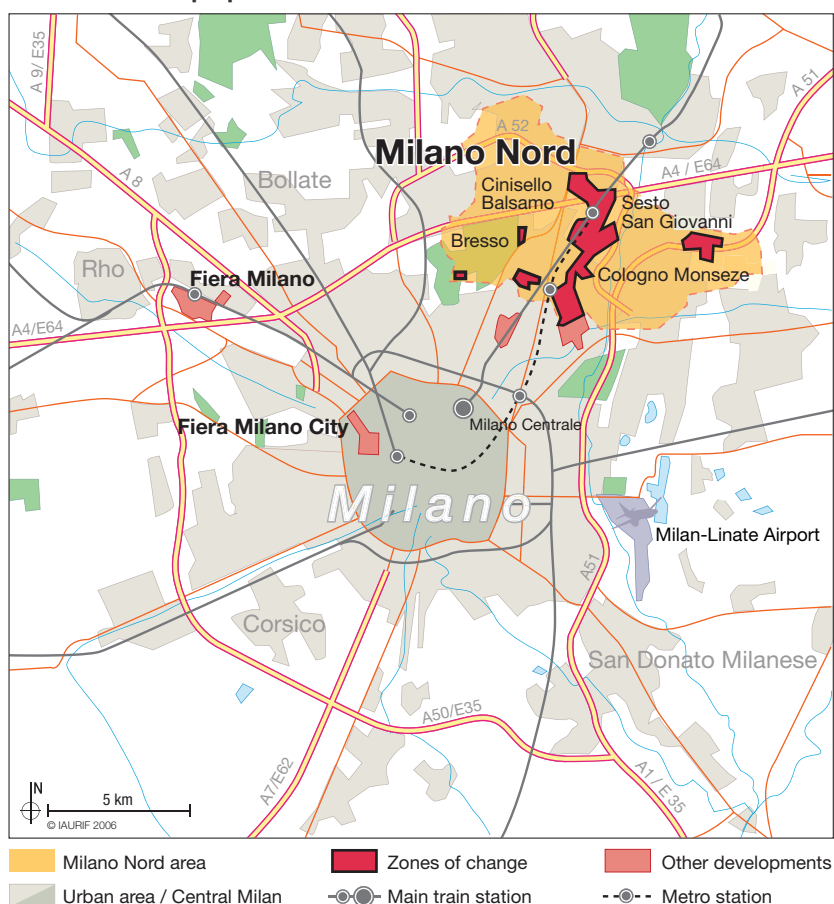 A 9/ E35
A 51
A 52
Milano Nord
A 8
Bollate
Cinisello
Balsamo
A4 / E64
Sesto
San Giovanni
Bresso
Rho
Fiera Milano
Cologno Monseze
A4/E64
Fiera Milano City
Milano Centrale
Milano
Milan-Linate Airport
A51
Corsico
San Donato Milanese
A50/E35
A7/E62
A1 / E 35
N
5 km
© IAURIF 2006
Milano Nord area
Zones of change
Other developments
Urban area / Central Milan
Main train station
Metro station